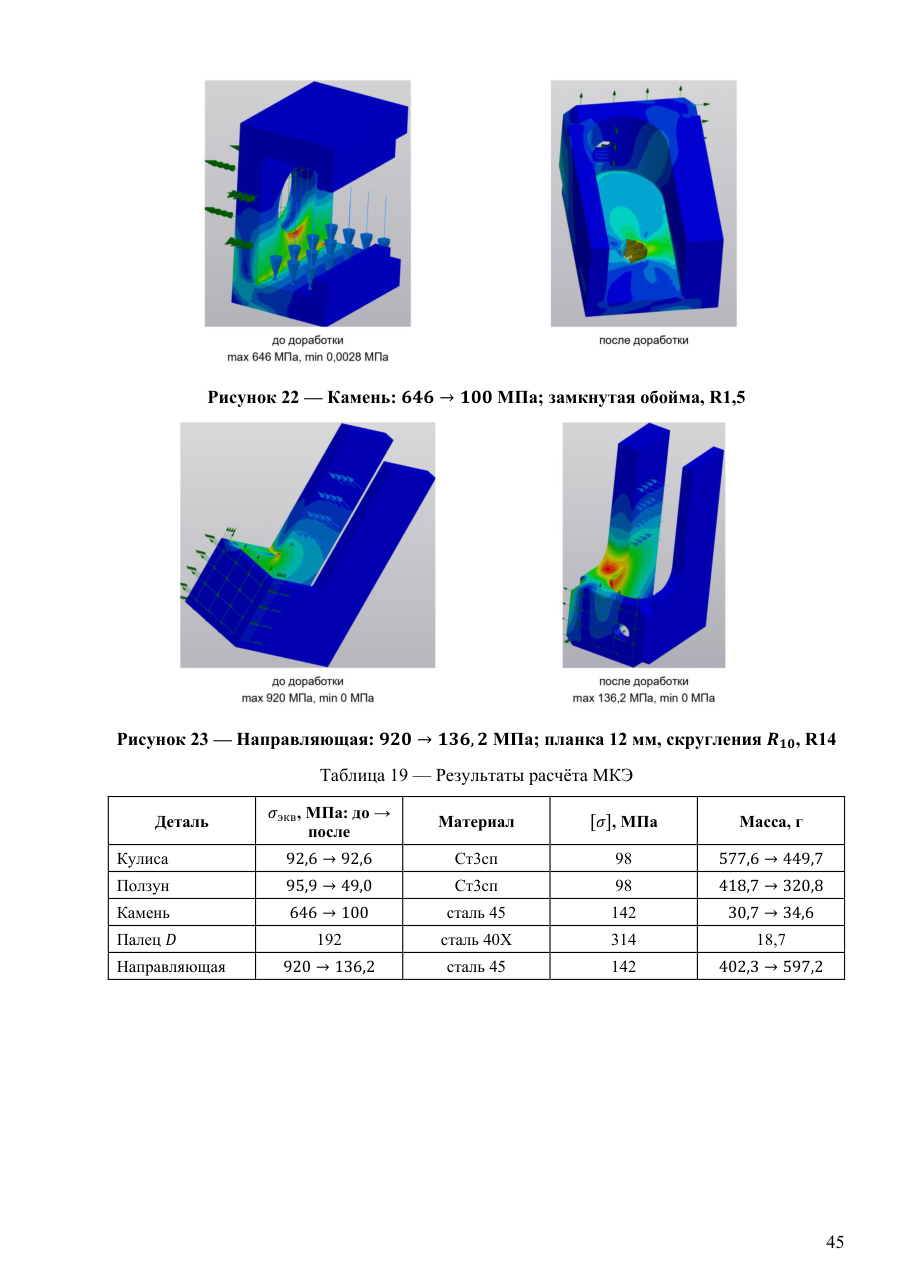 до доработки
max 646 МПа, min 0,0028 МПа
после доработки
Рисунок 22 — Камень: 646 → 100 МПа; замкнутая обойма, R1,5
до доработки
max 920 МПа, min 0 МПа
после доработки
max 136,2 МПа, min 0 МПа
Рисунок 23 — Направляющая: 920 → 136,2 МПа; планка 12 мм, скругления R₁₀, R14
Таблица 19 — Результаты расчёта МКЭ
Деталь σэкв, МПа: до → после Материал [σ], МПа Масса, г
Кулиса 92,6 → 92,6 Ст3сп 98 577,6 → 449,7
Ползун 95,9 → 49,0 Ст3сп 98 418,7 → 320,8
Камень 646 → 100 сталь 45 142 30,7 → 34,6
Палец D 192 сталь 40Х 314 18,7
Направляющая 920 → 136,2 сталь 45 142 402,3 → 597,2
45